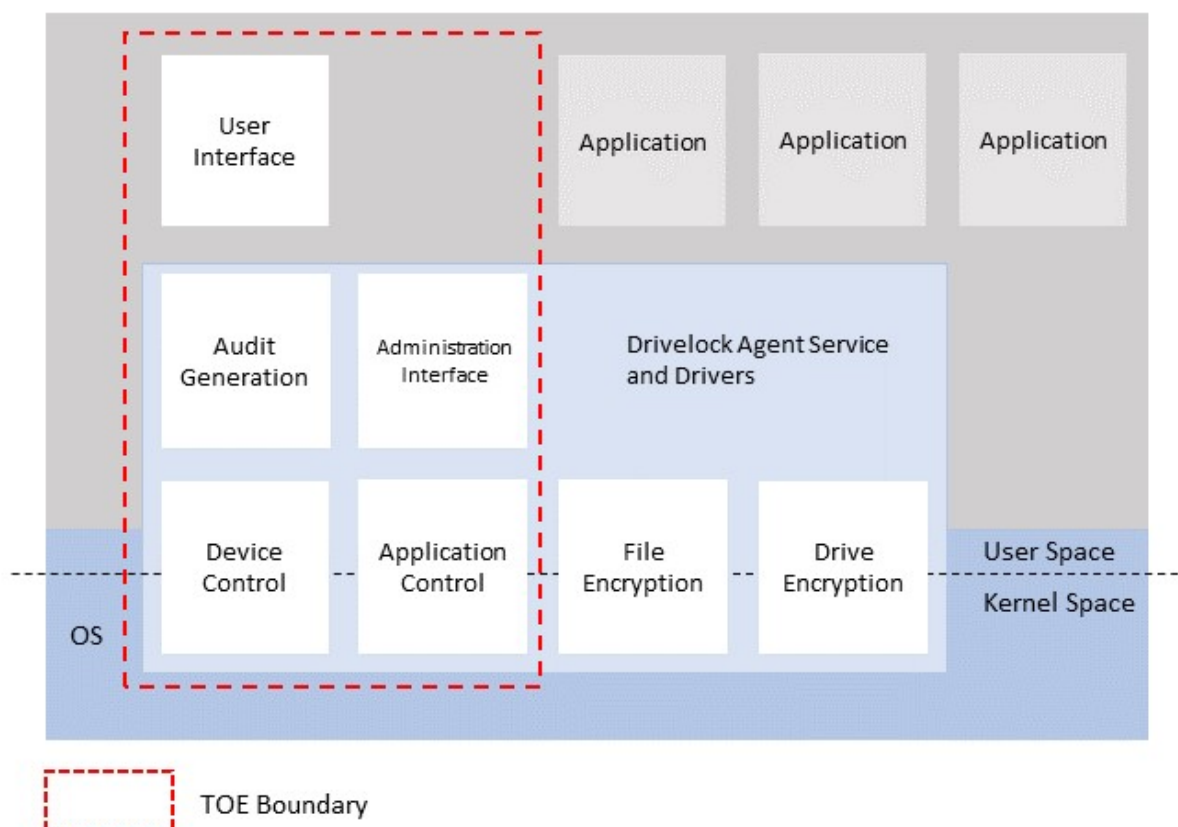 User
Interface
Application
Application
Application
Audit
Generation
Administration
Interface
Drivelock Agent Service
and Drivers
Device
Control
Application
Control
File
Encryption
Drive
Encryption
User Space
Kernel Space
OS
TOE Boundary